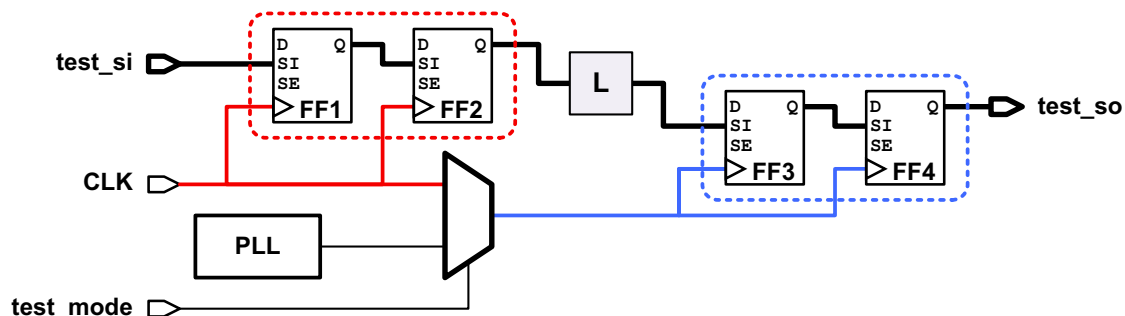 D Q
SI
SE
FF1
D Q
SI
SE
FF2
test_si
L
D Q
SI
SE
FF3
D Q
SI
SE
FF4
test_so
CLK
PLL
test_mode